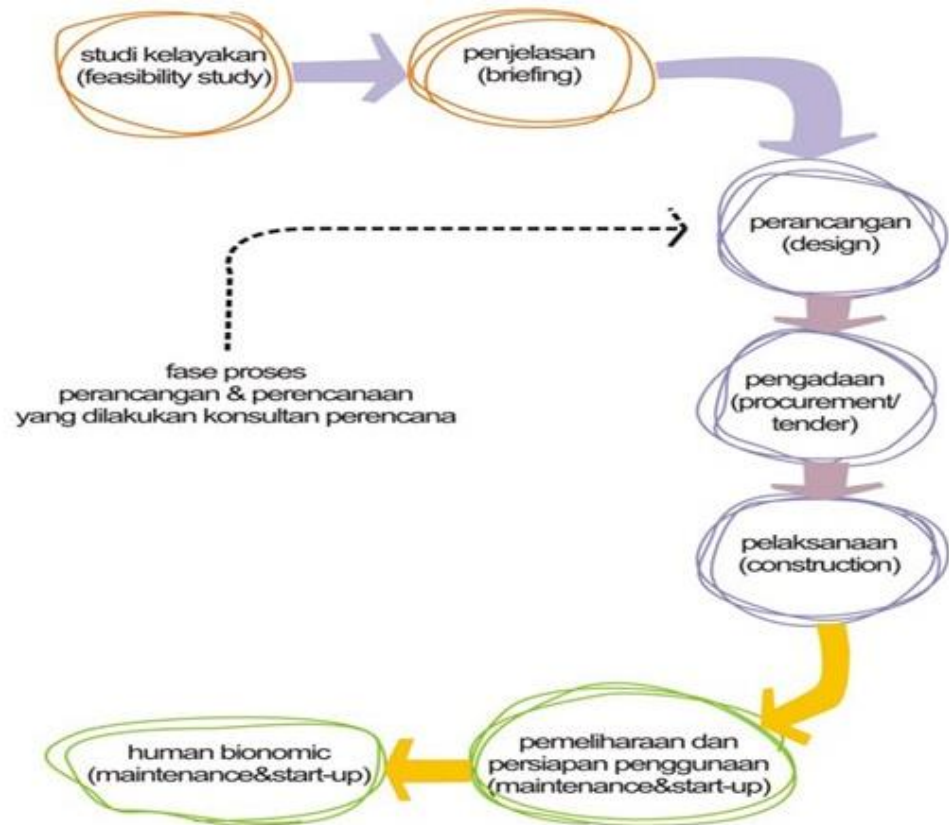 studi kelayakan
(feasibility study)
penjelasan
(briefing)
perancangan
(design)
fase proses
perancangan & perencanaan
yang dilakukan konsultan perencana
pengadaan
(procurement/
tender)
pelaksanaan
(construction)
pemeliharaan dan
persiapan penggunaan
(maintenance&start-up)
human bionomic
(maintenance&start-up)